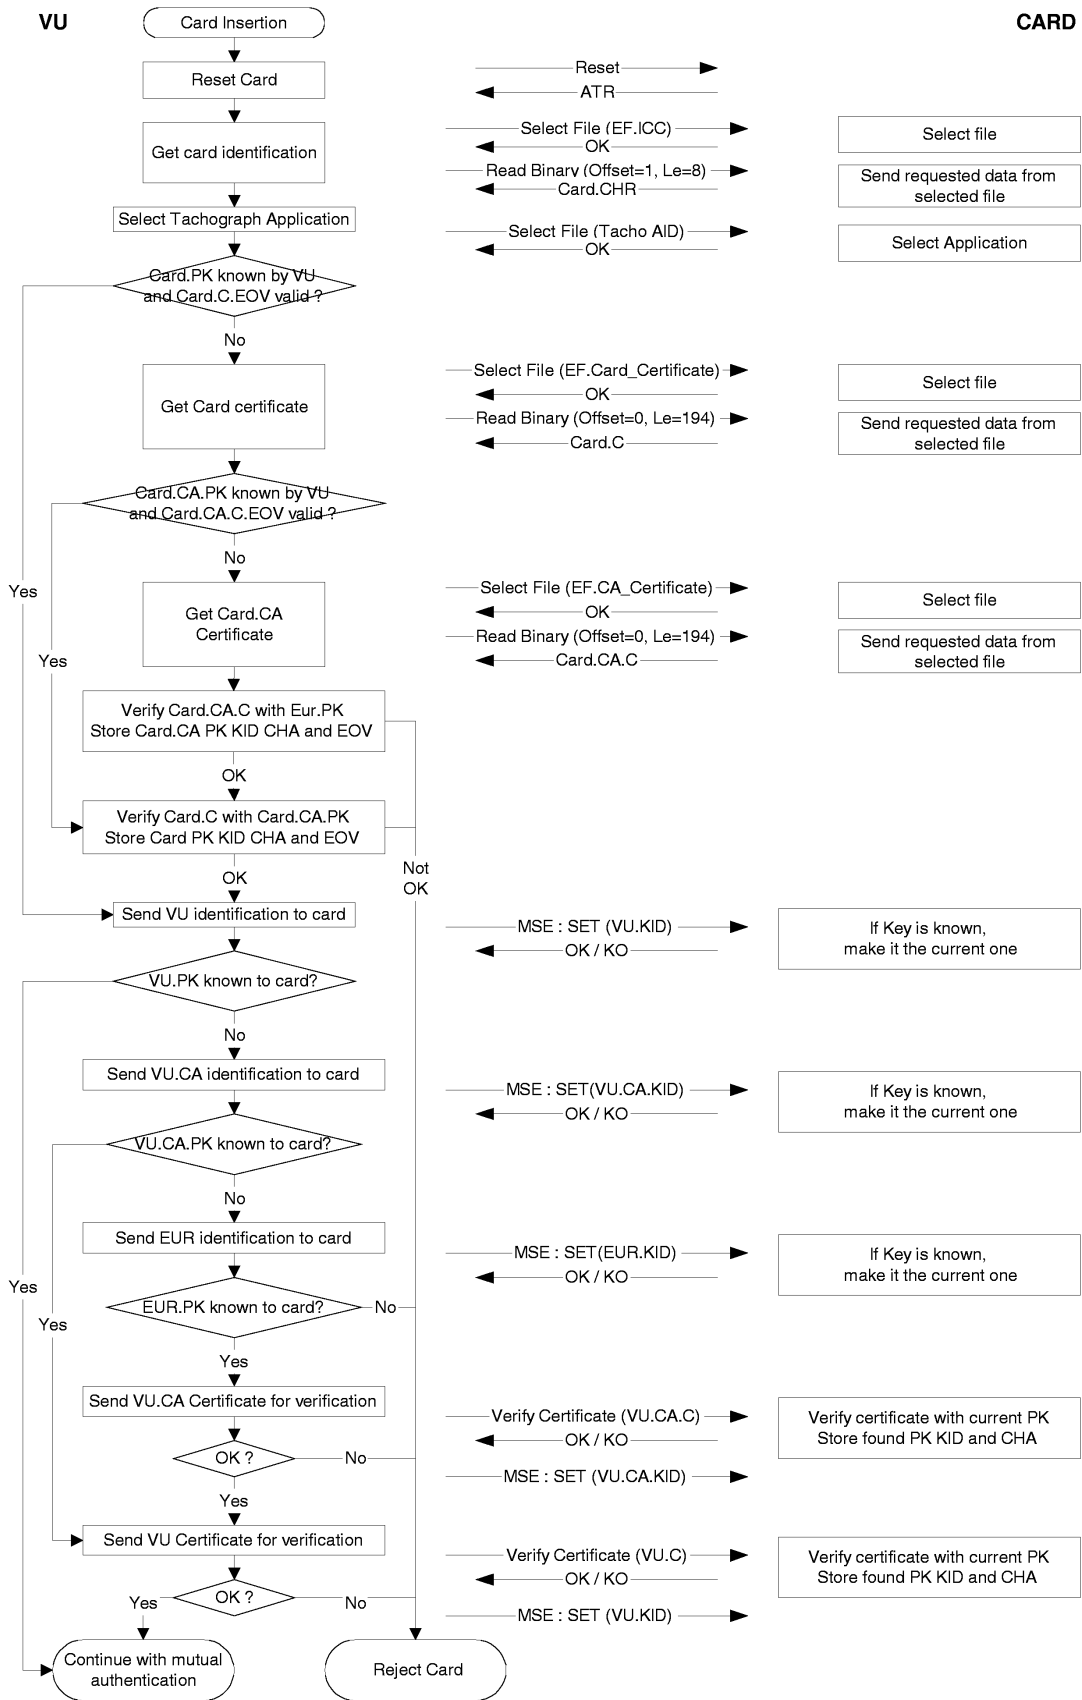 VU
CARD
Card Insertion
Reset Card
Reset
ATR
Get card identification
Select File (EF.ICC)
OK
Select file
Read Binary (Offset=1, Le=8)
Card.CHR
Send requested data from
selected file
Select Tachograph Application
Select File (Tacho AID)
OK
Select Application
Card.PK known by VU
and Card.C.EOV valid ?
No
Get Card certificate
Select File (EF.Card_Certificate)
OK
Select file
Read Binary (Offset=0, Le=194)
Card.C
Send requested data from
selected file
Card.CA.PK known by VU
and Card.CA.C.EOV valid ?
No
Yes
Get Card.CA
Certificate
Select File (EF.CA_Certificate)
OK
Select file
Yes
Read Binary (Offset=0, Le=194)
Card.CA.C
Send requested data from
selected file
Verify Card.CA.C with Eur.PK
Store Card.CA PK KID CHA and EOV
OK
Verify Card.C with Card.CA.PK
Store Card PK KID CHA and EOV
Not
OK
OK
Send VU identification to card
MSE : SET (VU.KID)
OK / KO
If Key is known,
make it the current one
VU.PK known to card?
No
Send VU.CA identification to card
MSE : SET(VU.CA.KID)
OK / KO
If Key is known,
make it the current one
VU.CA.PK known to card?
No
Send EUR identification to card
MSE : SET(EUR.KID)
OK / KO
If Key is known,
make it the current one
Yes
EUR.PK known to card?
No
Yes
Yes
Send VU.CA Certificate for verification
Verify Certificate (VU.CA.C)
OK / KO
Verify certificate with current PK
Store found PK KID and CHA
OK ?
No
MSE : SET (VU.CA.KID)
Yes
Send VU Certificate for verification
Verify Certificate (VU.C)
OK / KO
Verify certificate with current PK
Store found PK KID and CHA
OK ?
Yes
No
MSE : SET (VU.KID)
Continue with mutual
authentication
Reject Card